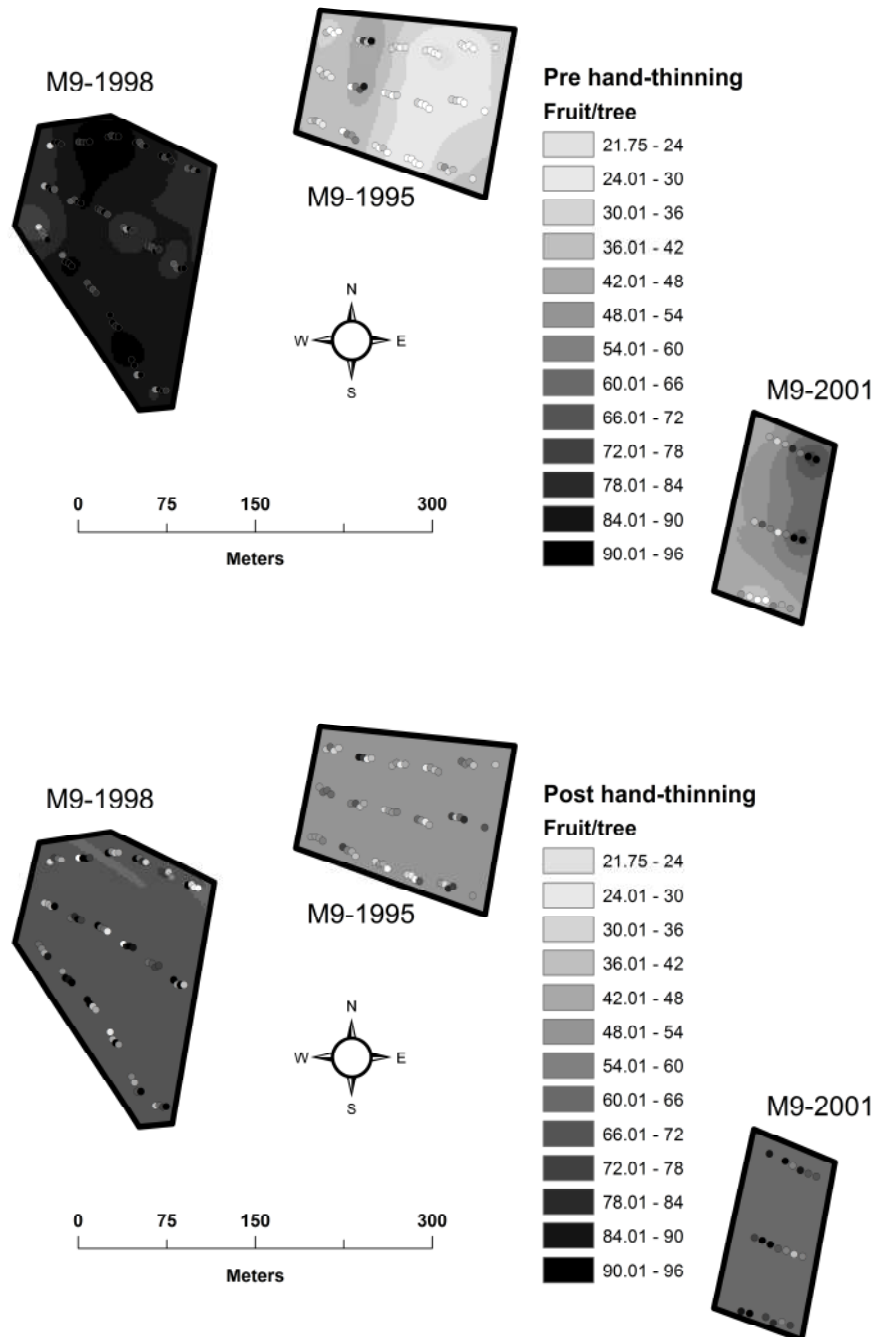 M9-1998
M9-1995
Pre hand-thinning
Fruit/tree
21.75 - 24
24.01 - 30
30.01 - 36
36.01 - 42
42.01 - 48
48.01 - 54
54.01 - 60
60.01 - 66
66.01 - 72
72.01 - 78
78.01 - 84
84.01 - 90
90.01 - 96
N
W E
S
M9-2001
0 75 150 300
Meters
M9-1998
M9-1995
Post hand-thinning
Fruit/tree
21.75 - 24
24.01 - 30
30.01 - 36
36.01 - 42
42.01 - 48
48.01 - 54
54.01 - 60
60.01 - 66
66.01 - 72
72.01 - 78
78.01 - 84
84.01 - 90
90.01 - 96
N
W E
S
M9-2001
0 75 150 300
Meters